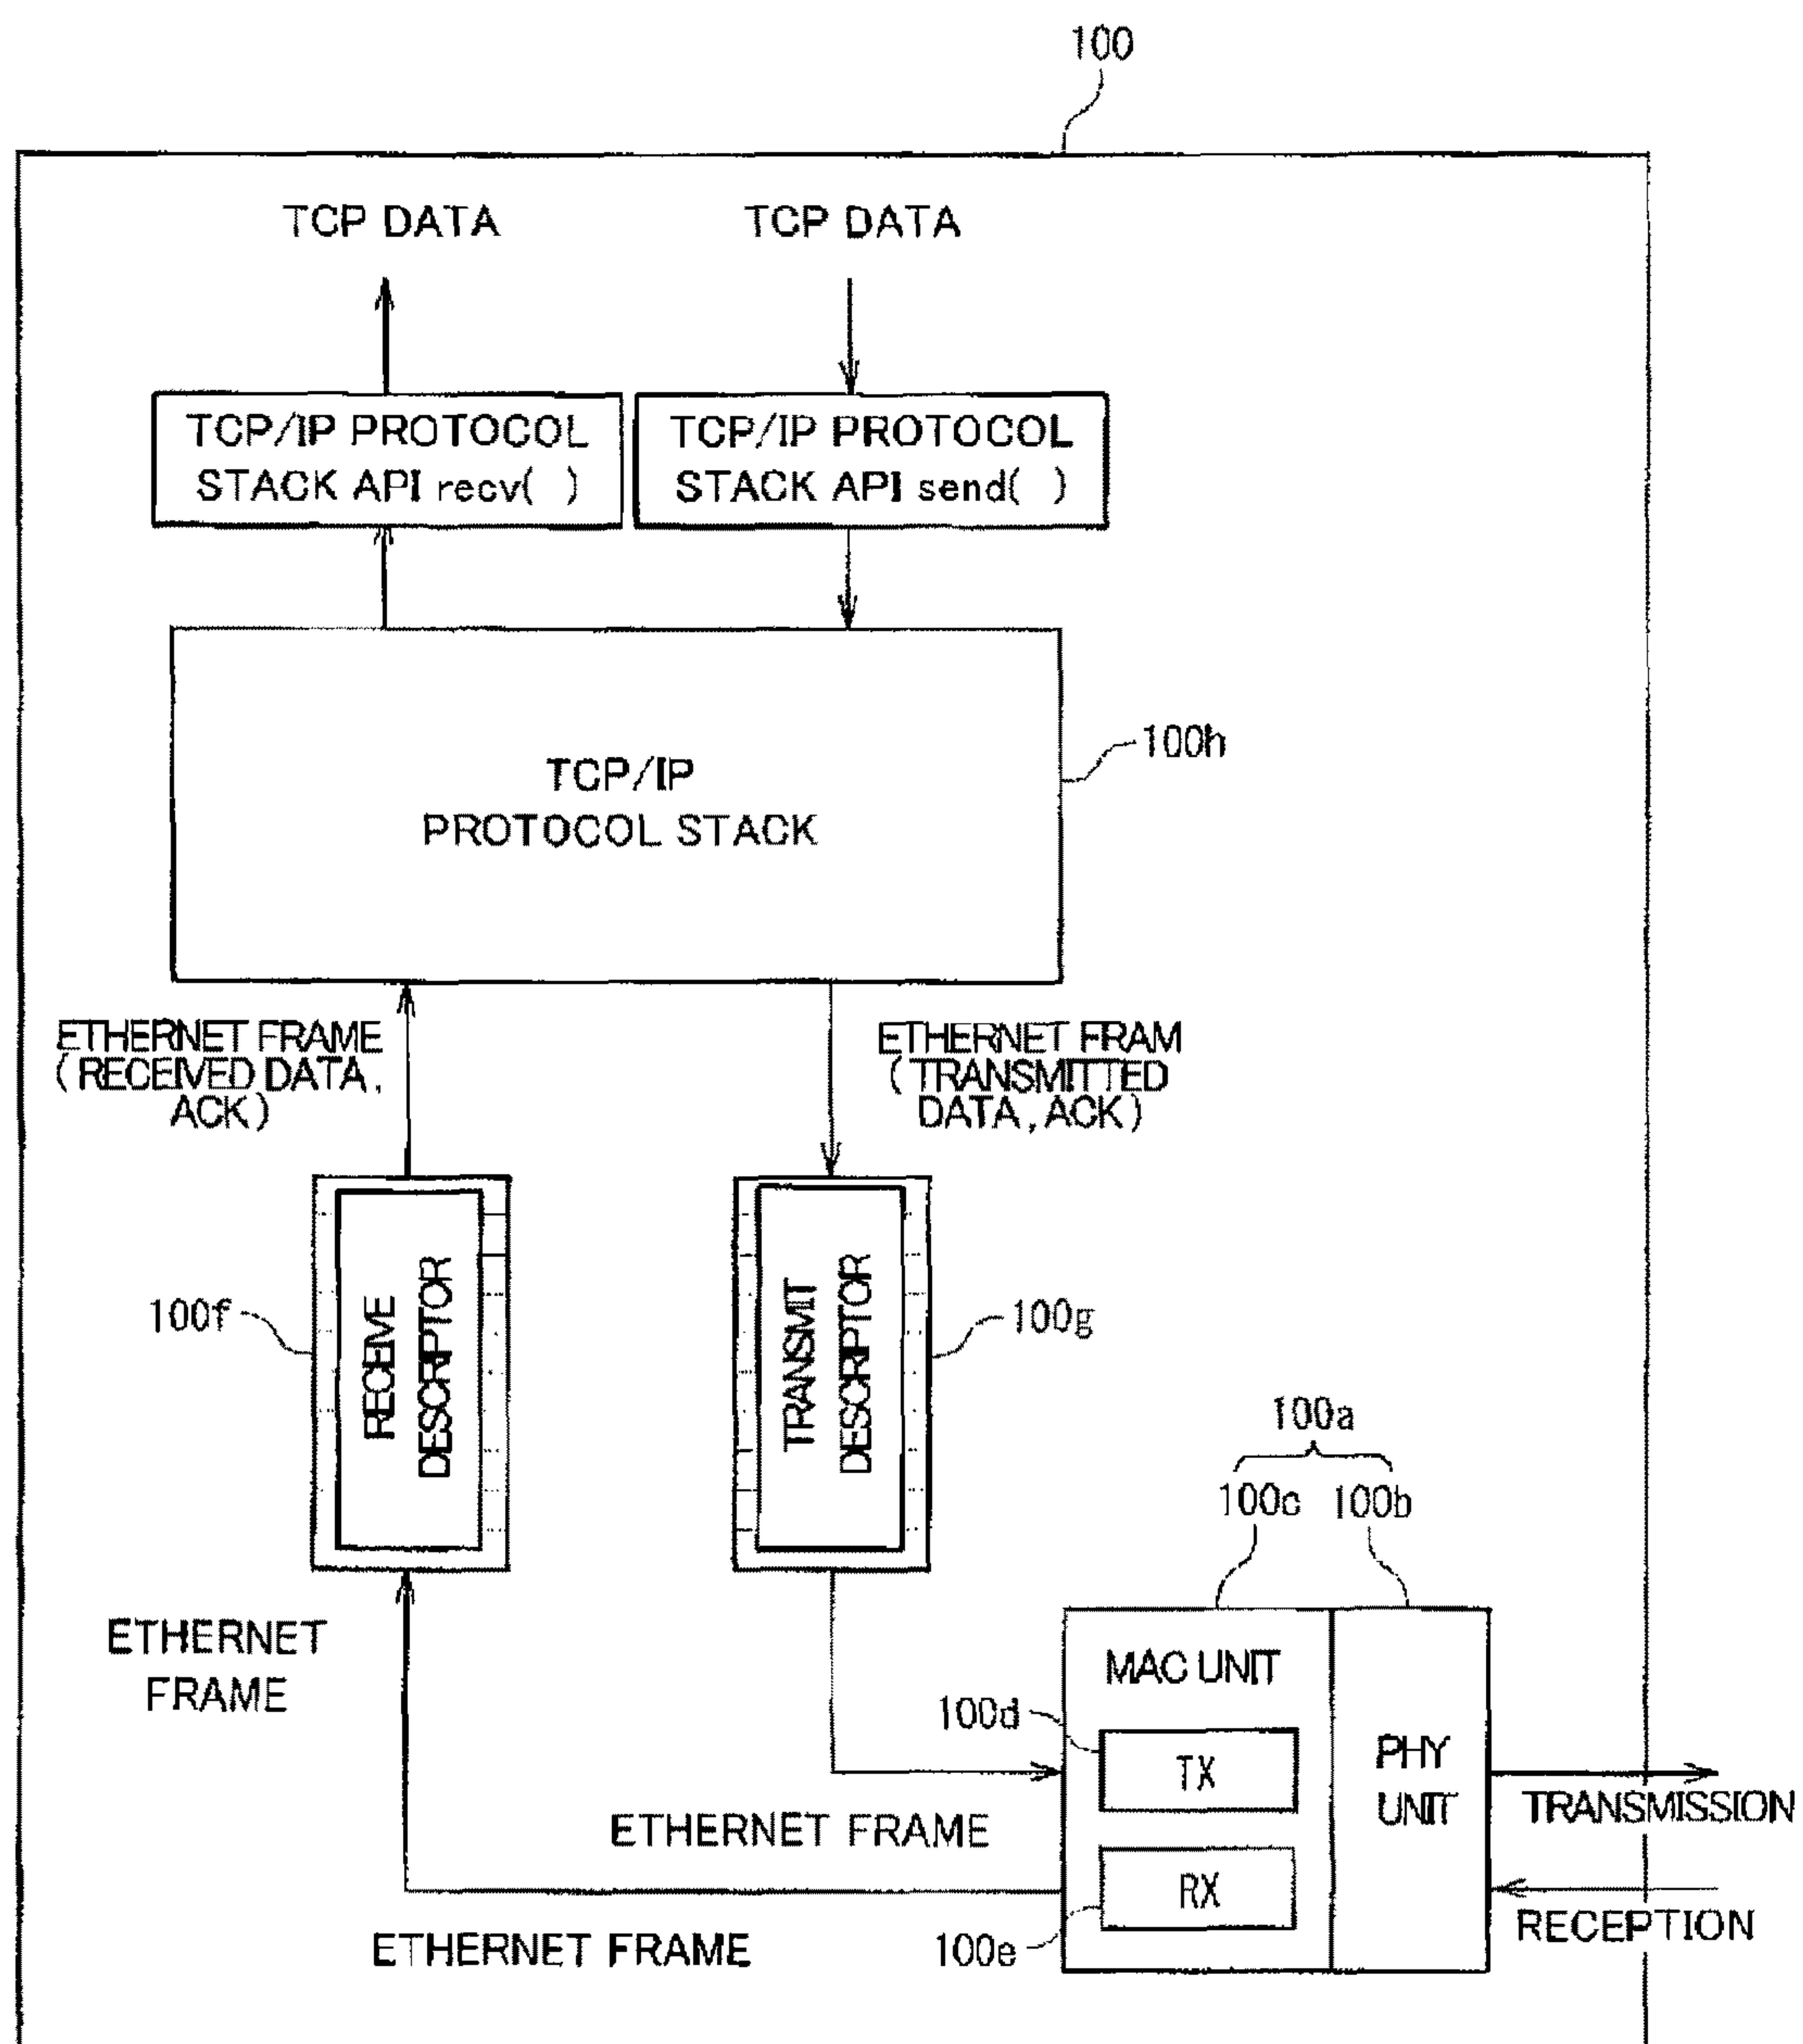 100
TCP DATA
TCP DATA
TCP/IP PROTOCOL
STACK API recv( )
TCP/IP PROTOCOL
STACK API send( )
TCP/IP
PROTOCOL STACK
100h
ETHERNET FRAME
(RECEIVED DATA,
ACK)
ETHERNET FRAM
(TRANSMITTED
DATA, ACK)
RECEIVE
DESCRIPTOR
100f
TRANSMIT
DESCRIPTOR
100g
100a
100c
100b
ETHERNET
FRAME
MAC UNIT
100d
TX
PHY
UNIT
TRANSMISSION
ETHERNET FRAME
RX
100e
RECEPTION
ETHERNET FRAME